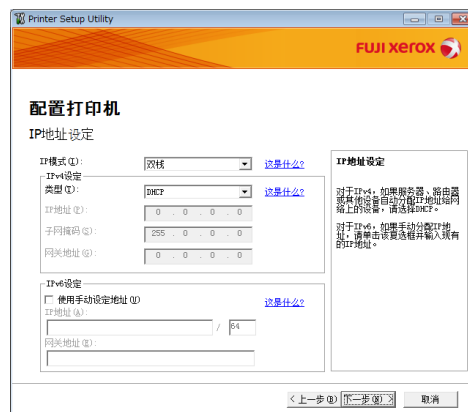 Printer Setup Utility
FUJI xerox
配置打印机
IP地址设定
IP模式(I): 双栈 这是什么?
IPv4设定
类型(T): DHCP 这是什么?
IP地址(P): 0 . 0 . 0 . 0
子网掩码(S): 255 . 0 . 0 . 0
网关地址(G): 0 . 0 . 0 . 0
IPv6设定
使用手动设定地址(U) 这是什么?
IP地址(A):
/ 64
网关地址(E):
IP地址设定
对于IPv4，如果服务器、路由器
或其他设备自动分配IP地址给网
络上的设备，请选择DHCP。
对于IPv6，如果手动分配IP地
址，请单击该复选框并输入现有
的IP地址。
<上一步(B) 下一步(N)> 取消